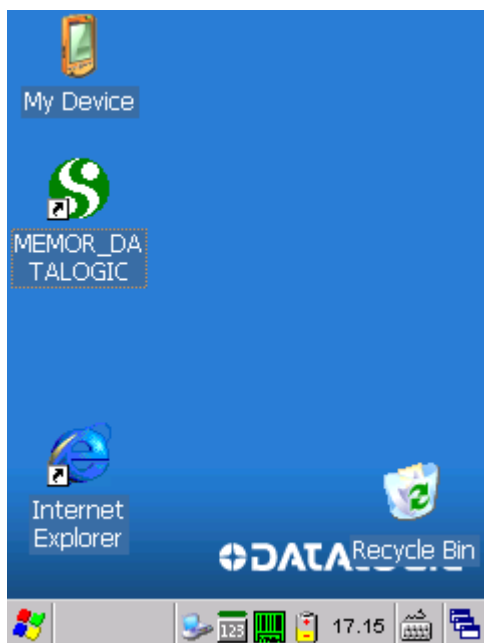 My Device
MEMOR_DA
TALOGIC
Internet
Explorer
Recycle Bin
DATA
123
17.15